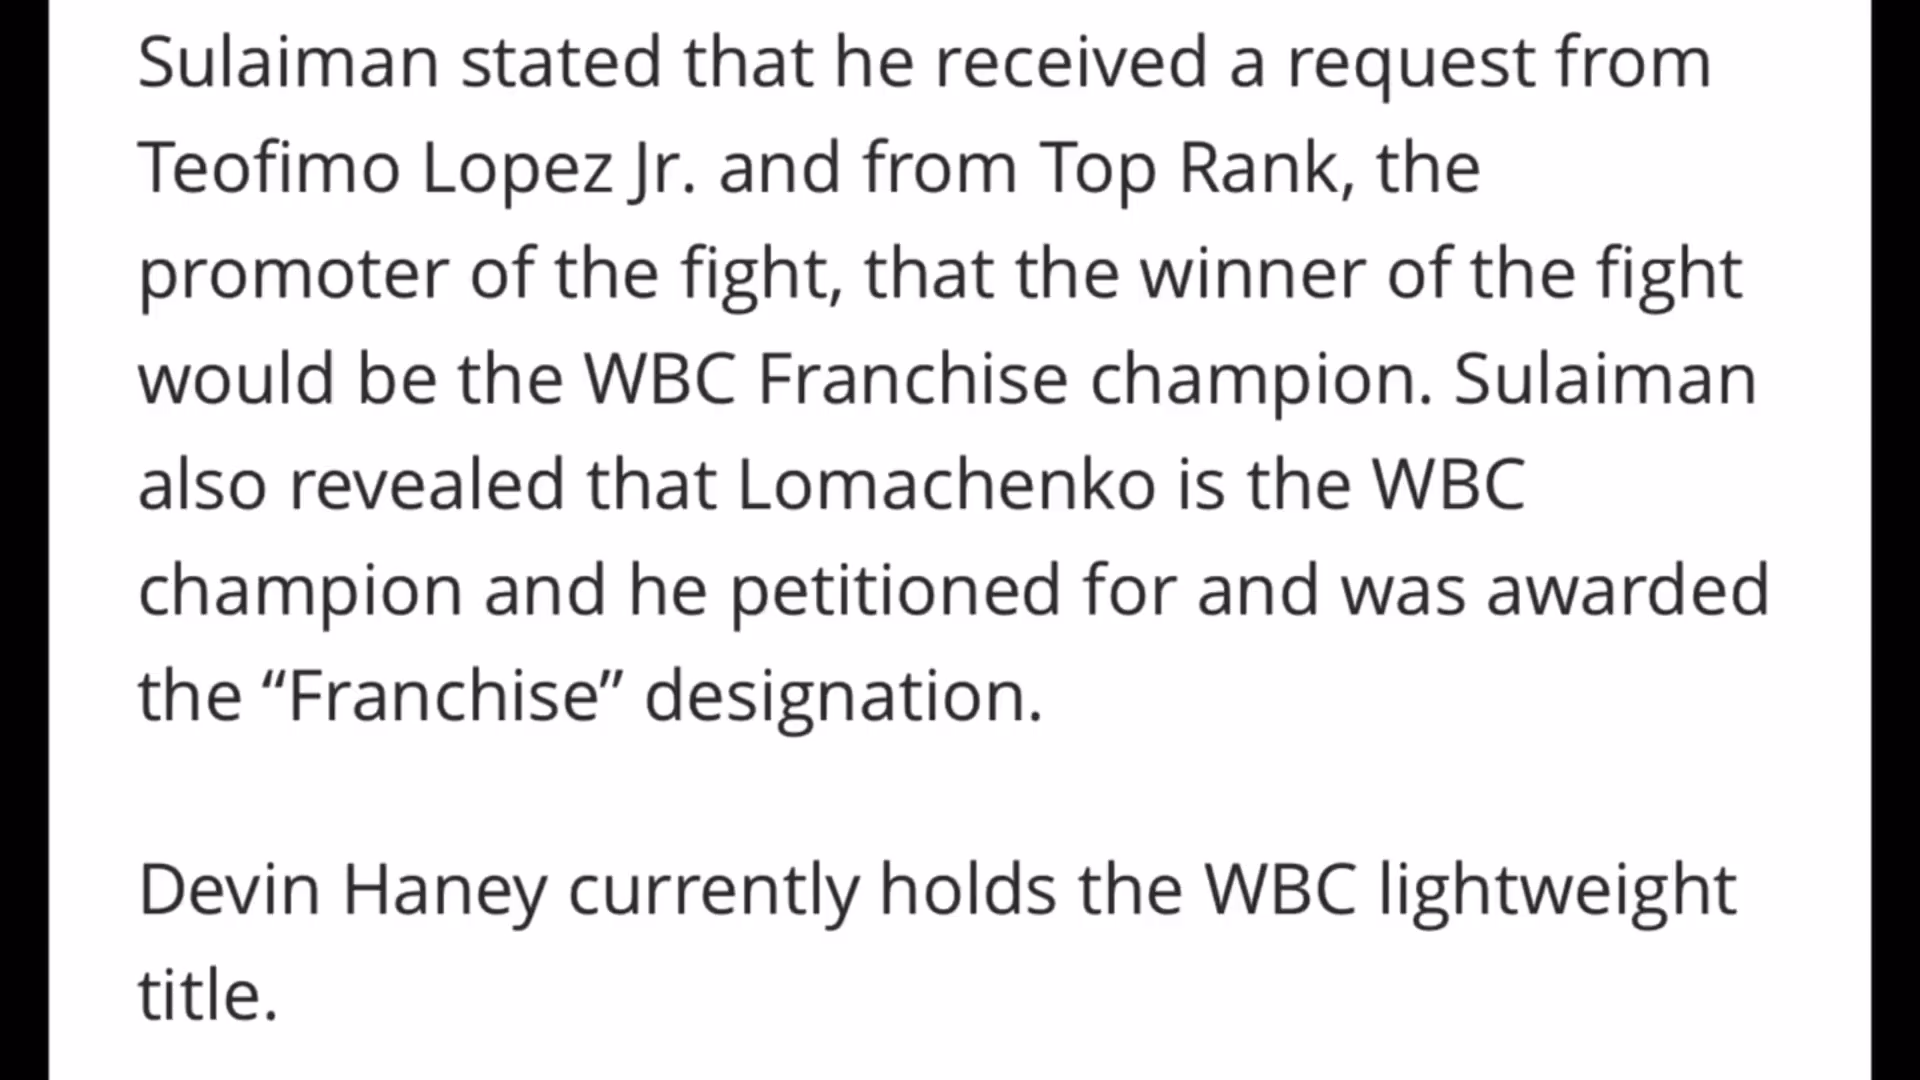 Sulaiman stated that he received a request from
Teofimo Lopez Jr. and from Top Rank, the
promoter of the fight, that the winner of the fight
would be the WBC Franchise champion. Sulaiman
also revealed that Lomachenko is the WBC
champion and he petitioned for and was awarded
the “Franchise” designation.
Devin Haney currently holds the WBC lightweight
title.